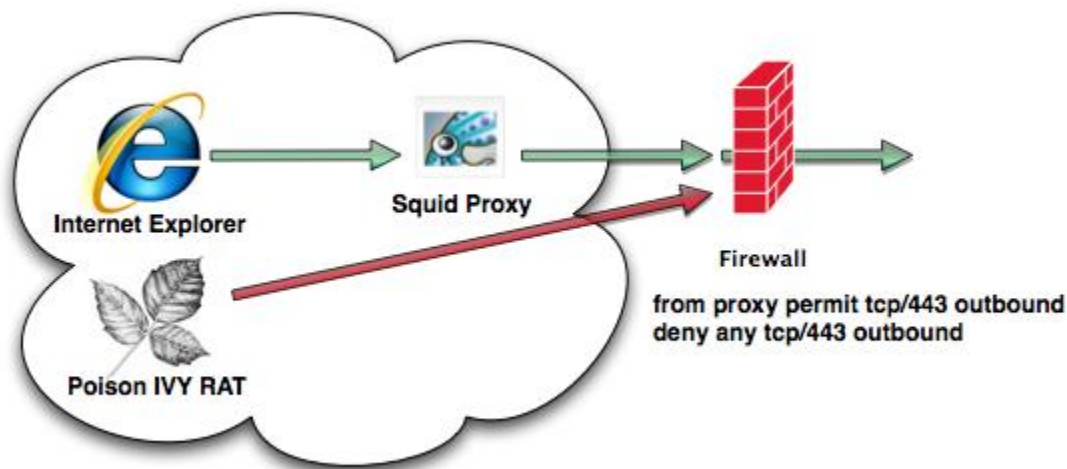 Internet Explorer
Squid Proxy
Poison IVY RAT
Firewall
from proxy permit tcp/443 outbound
deny any tcp/443 outbound